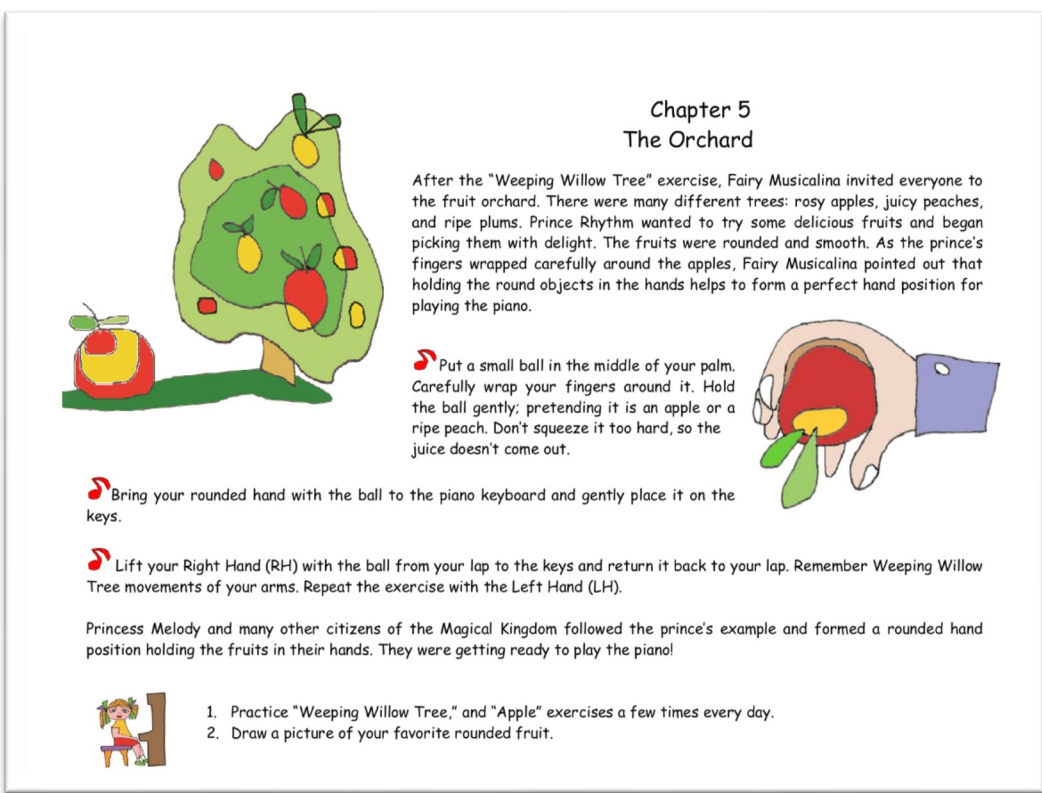 Chapter 5
The Orchard
After the “Weeping Willow Tree” exercise, Fairy Musicalina invited everyone to
the fruit orchard. There were many different trees: rosy apples, juicy peaches,
and ripe plums. Prince Rhythm wanted to try some delicious fruits and began
picking them with delight. The fruits were rounded and smooth. As the prince’s
fingers wrapped carefully around the apples, Fairy Musicalina pointed out that
holding the round objects in the hands helps to form a perfect hand position for
playing the piano.
Put a small ball in the middle of your palm.
Carefully wrap your fingers around it. Hold
the ball gently; pretending it is an apple or a
ripe peach. Don’t squeeze it too hard, so the
juice doesn’t come out.
Bring your rounded hand with the ball to the piano keyboard and gently place it on the
keys.
Lift your Right Hand (RH) with the ball from your lap to the keys and return it back to your lap. Remember Weeping Willow
Tree movements of your arms. Repeat the exercise with the Left Hand (LH).
Princess Melody and many other citizens of the Magical Kingdom followed the prince’s example and formed a rounded hand
position holding the fruits in their hands. They were getting ready to play the piano!
1. Practice “Weeping Willow Tree,” and “Apple” exercises a few times every day.
2. Draw a picture of your favorite rounded fruit.